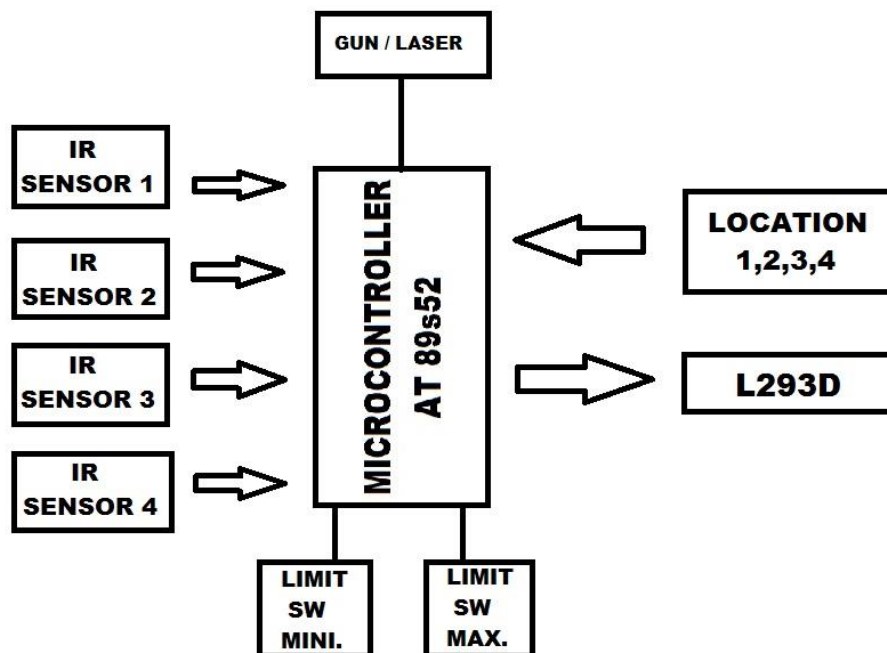 GUN / LASER
IR
SENSOR 1
IR
SENSOR 2
IR
SENSOR 3
IR
SENSOR 4
MICROCONTROLLER
AT 89s52
LOCATION
1,2,3,4
L293D
LIMIT
SW
MINI.
LIMIT
SW
MAX.